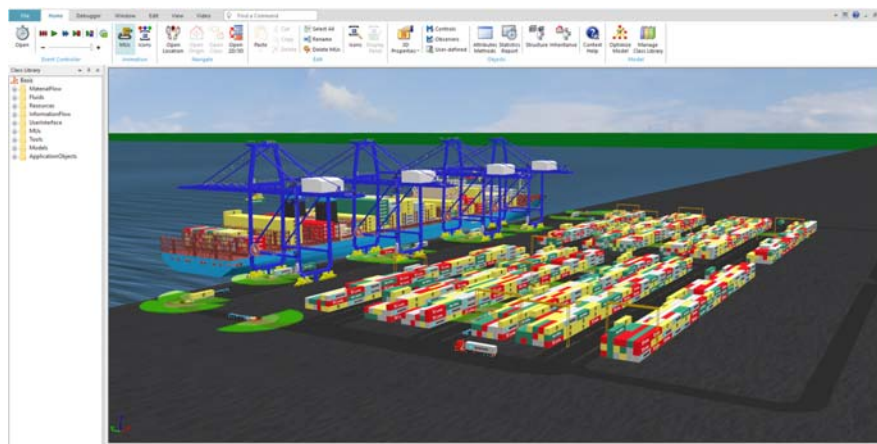 File Home Debugger Window Edit View Video Find a Command
Open
Event Controller
MUs Icons
Animation
Open Location Open Origin Open Class Open 2D/3D
Navigate
Paste Cut Copy Delete Select All Rename Delete MUs Icons Display Panel
Edit
3D Properties
Controls
Observers
User-defined
Attributes Methods Statistics Report Structure Inheritance
Objects
Context Help
Optimize Model Manage Class Library
Model
Class Library
Basis
MaterialFlow
Fluids
Resources
InformationFlow
UserInterface
MUs
Tools
Models
ApplicationObjects